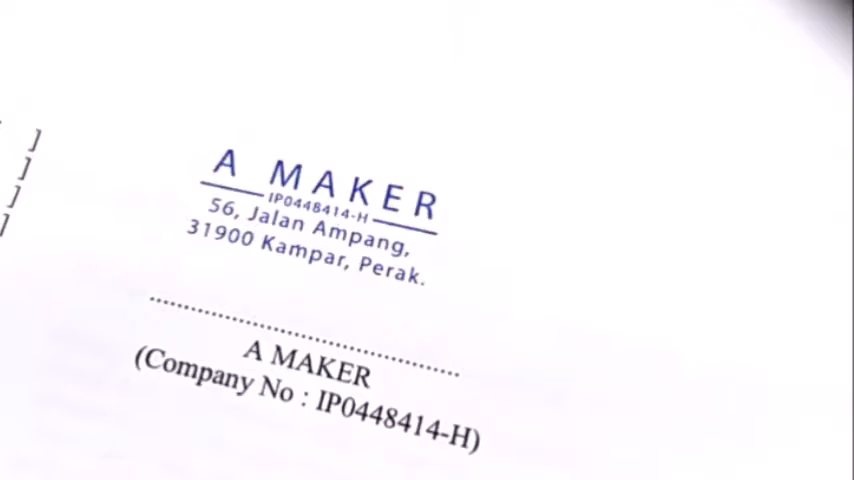 ]
]
]
]
A MAKER
IP0448414-H
56, Jalan Ampang,
31900 Kampar, Perak.
................................................
A MAKER
(Company No : IP0448414-H)